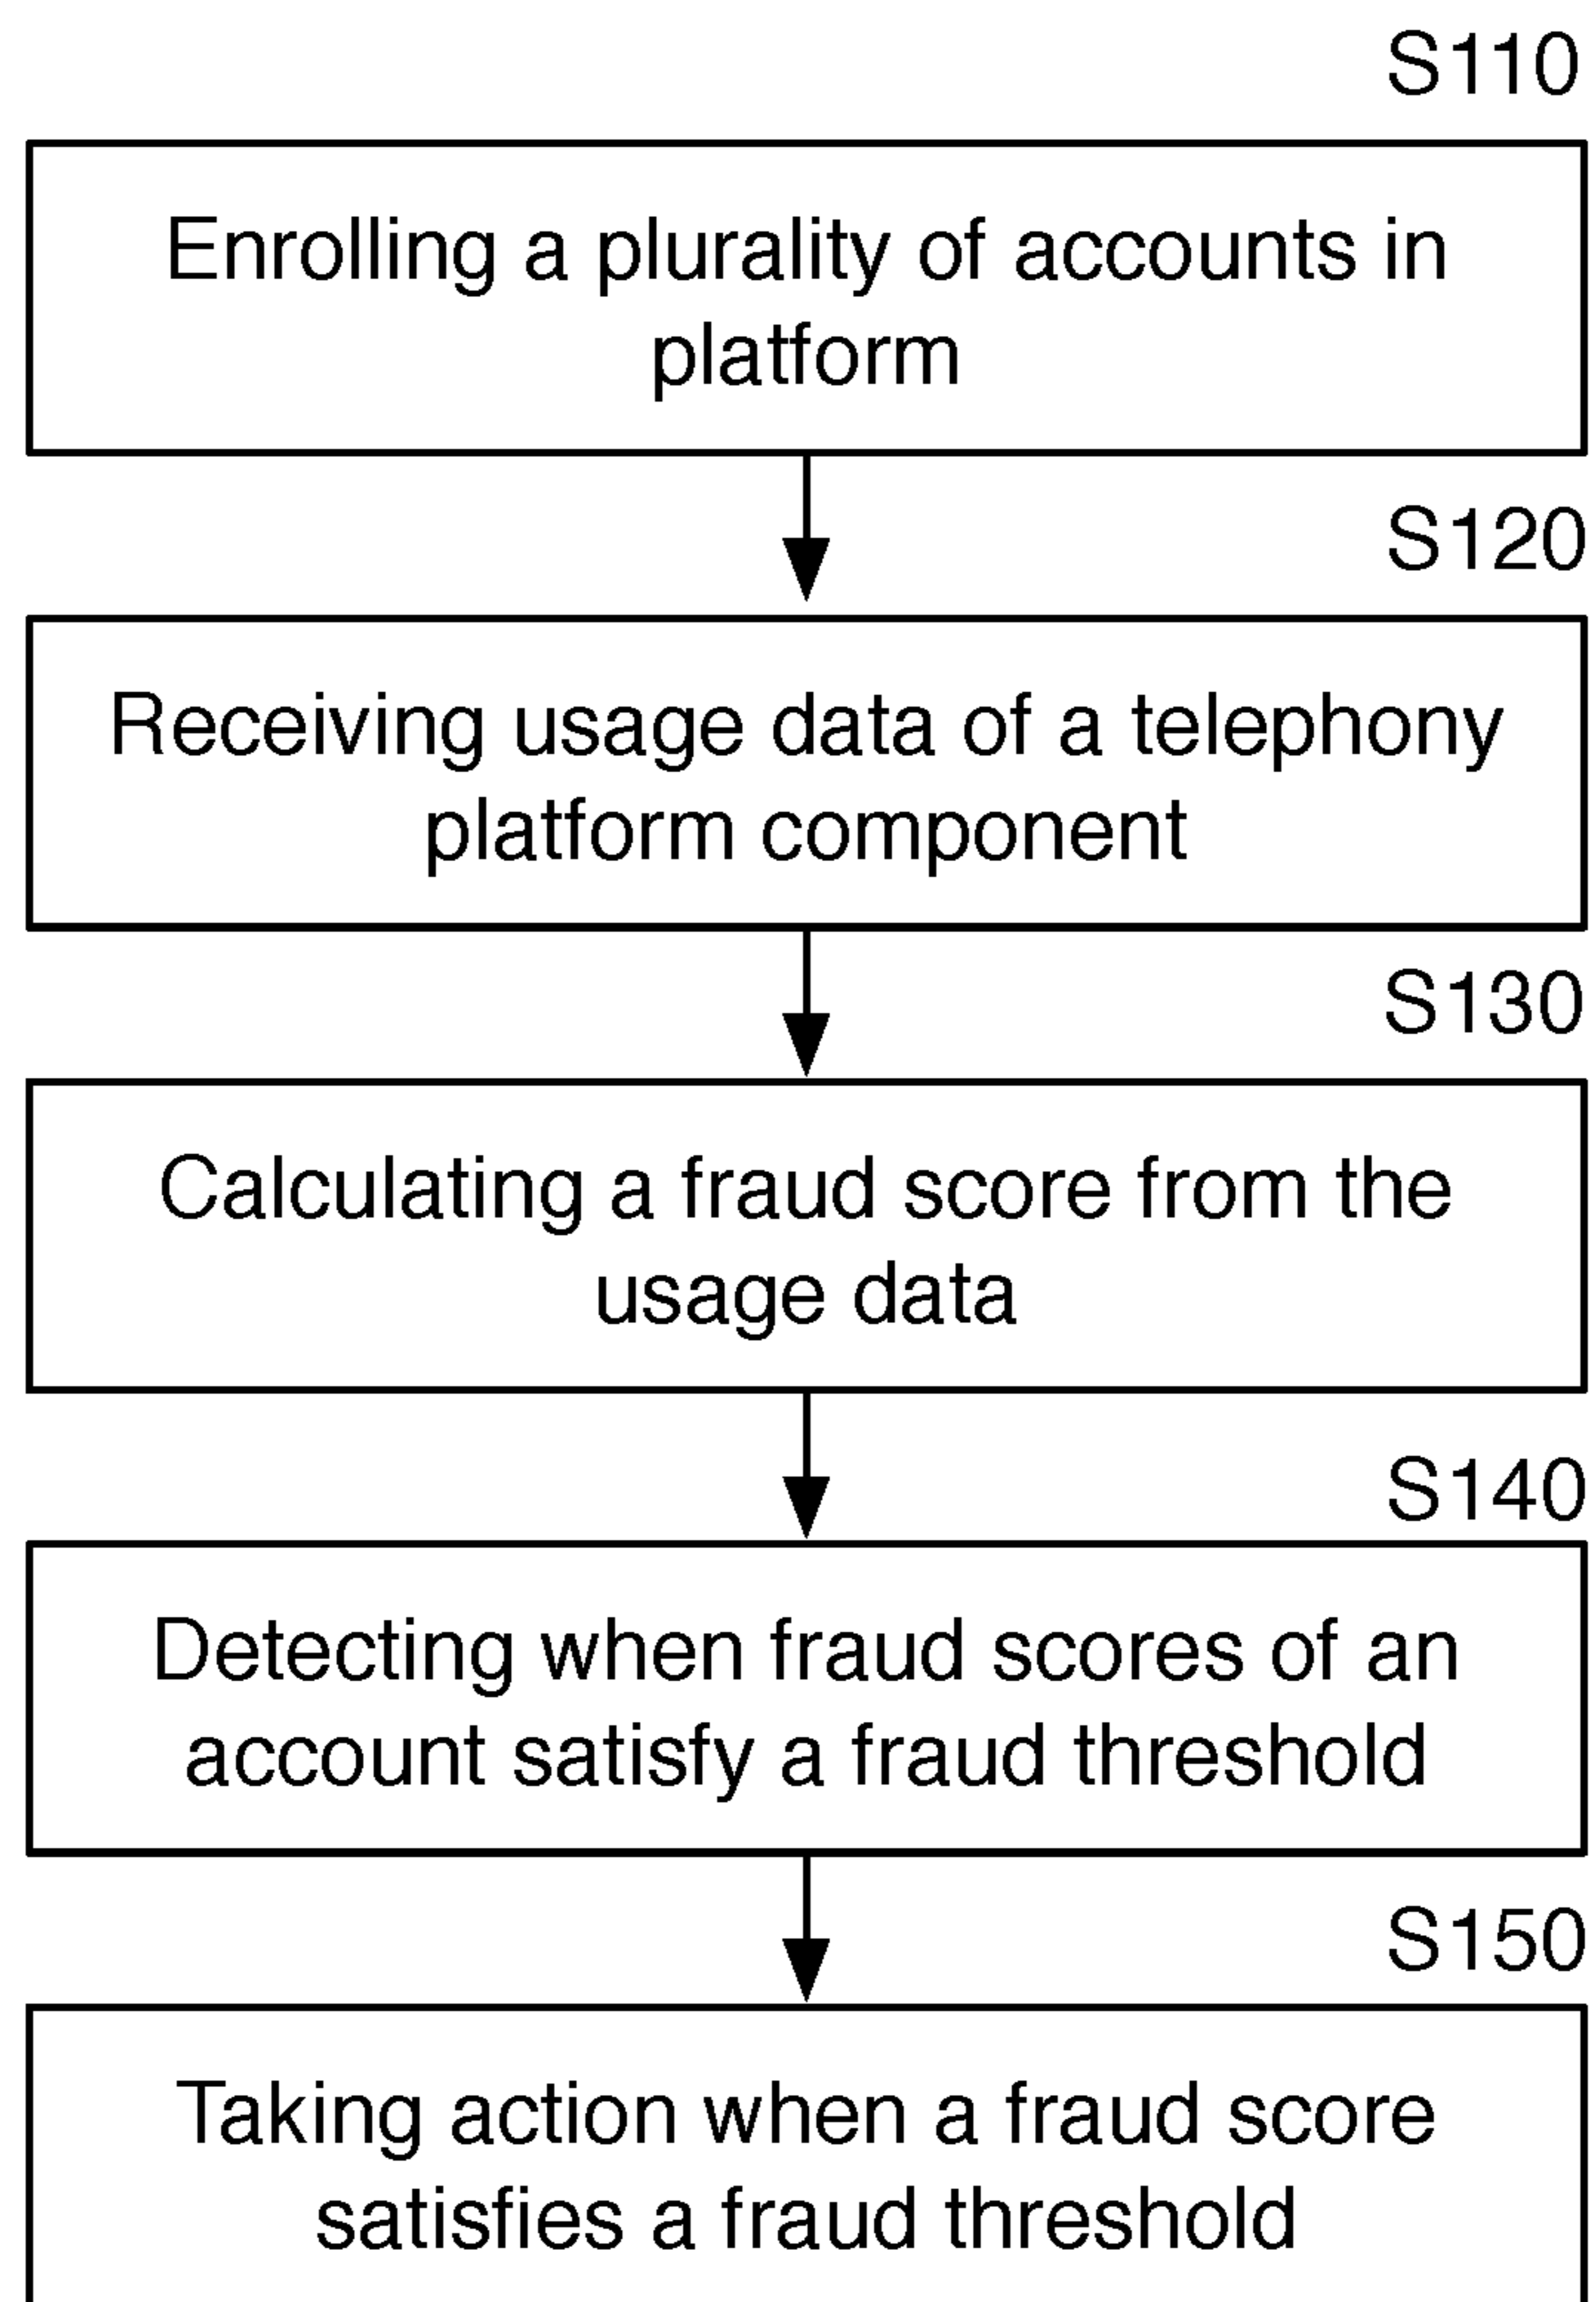 S110
Enrolling a plurality of accounts in
platform
S120
Receiving usage data of a telephony
platform component
S130
Calculating a fraud score from the
usage data
S140
Detecting when fraud scores of an
account satisfy a fraud threshold
S150
Taking action when a fraud score
satisfies a fraud threshold